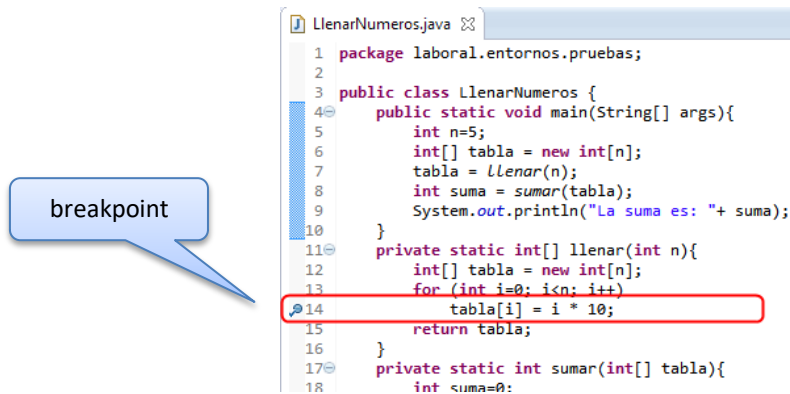 LlenarNumeros.java
1 package laboral.entornos.pruebas;
2
3 public class LlenarNumeros {
4 public static void main(String[] args){
5 int n=5;
6 int[] tabla = new int[n];
7 tabla = llenar(n);
8 int suma = sumar(tabla);
9 System.out.println("La suma es: "+ suma);
10 }
11 private static int[] llenar(int n){
12 int[] tabla = new int[n];
13 for (int i=0; i<n; i++)
14 tabla[i] = i * 10;
15 return tabla;
16 }
17 private static int sumar(int[] tabla){
18 int suma=0;
breakpoint